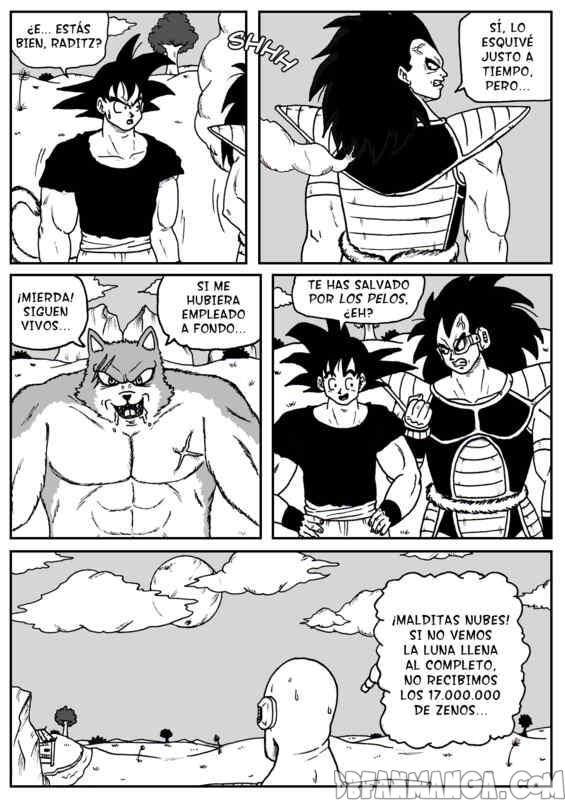 ¿E... ESTÁS
BIEN, RADITZ?
SHHH
SÍ, LO
ESQUIVÉ
JUSTO A
TIEMPO,
PERO...
¡MIERDA!
SIGUEN
VIVOS...
SI ME
HUBIERA
EMPLEADO
A FONDO...
TE HAS SALVADO
POR LOS PELOS,
¿EH?
¡MALDITAS NUBES!
SI NO VEMOS
LA LUNA LLENA
AL COMPLETO,
NO RECIBIMOS
LOS 17.000.000
DE ZENOS...
DBFANMANGA.COM